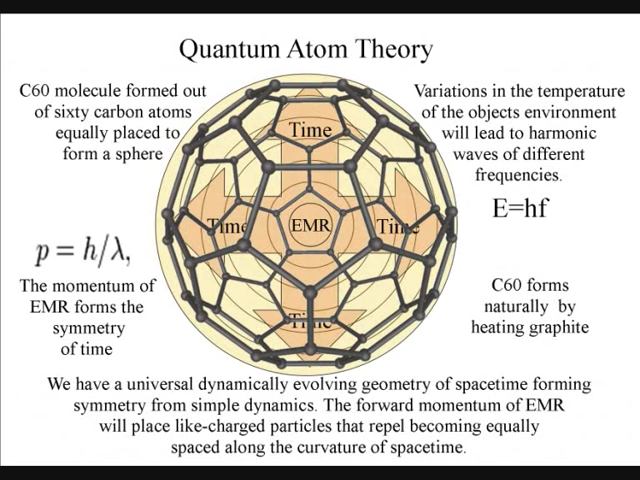 Quantum Atom Theory
C60 molecule formed out
of sixty carbon atoms
equally placed to
form a sphere
Variations in the temperature
of the objects environment
will lead to harmonic
waves of different
frequencies.
E=hf
Time
Time
EMR
Time
Time
p = h/λ,
The momentum of
EMR forms the
symmetry
of time
C60 forms
naturally by
heating graphite
We have a universal dynamically evolving geometry of spacetime forming
symmetry from simple dynamics. The forward momentum of EMR
will place like-charged particles that repel becoming equally
spaced along the curvature of spacetime.